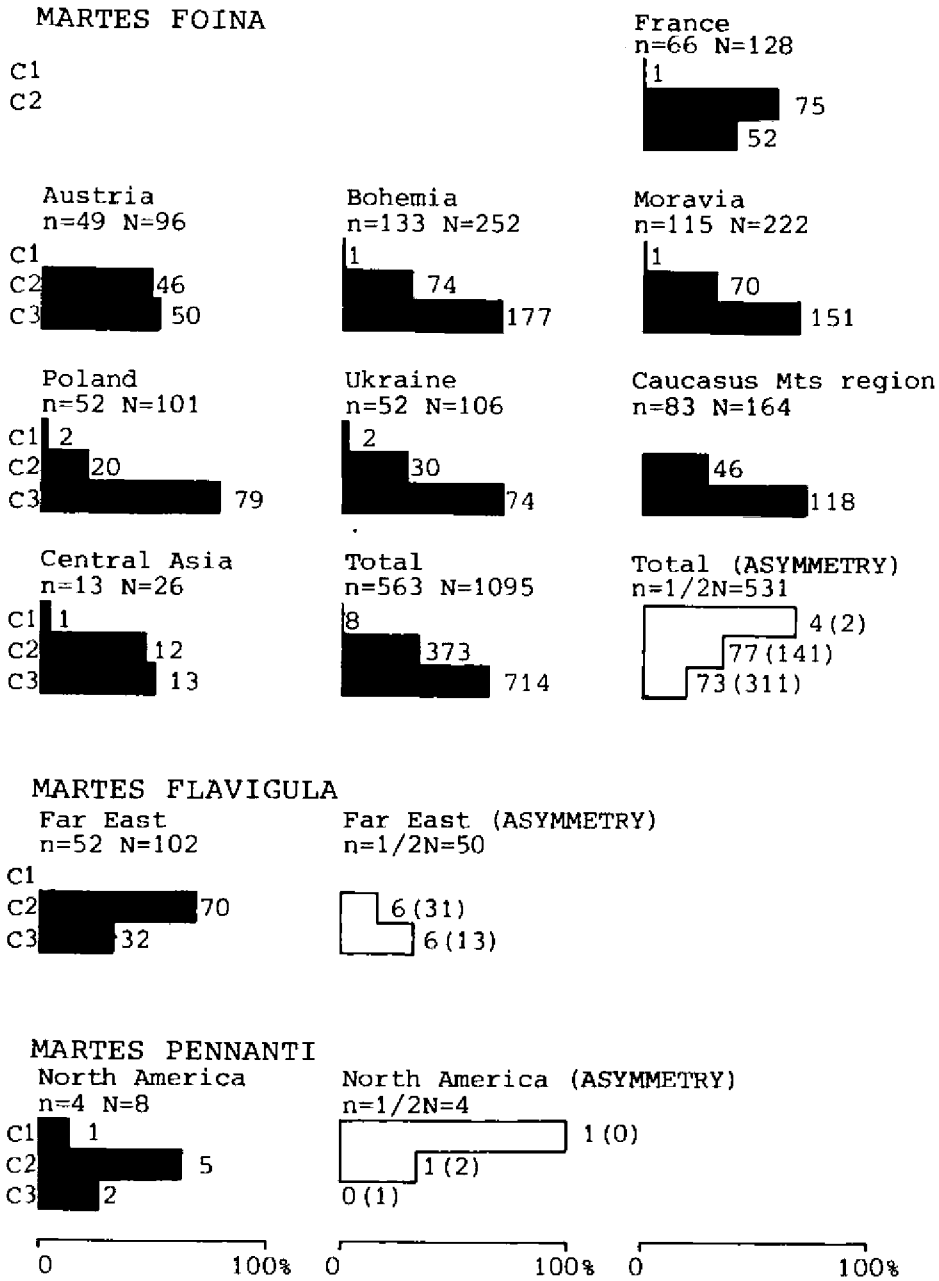 MARTES FOINA
France
n=66 N=128
C1
1
C2
75
52
Austria
n=49 N=96
C1
C2
46
C3
50
Bohemia
n=133 N=252
1
74
177
Moravia
n=115 N=222
1
70
151
Poland
n=52 N=101
C1
2
C2
20
C3
79
Ukraine
n=52 N=106
2
30
74
Caucasus Mts region
n=83 N=164
46
118
Central Asia
n=13 N=26
C1
1
C2
12
C3
13
Total
n=563 N=1095
8
373
714
Total (ASYMMETRY)
n=1/2N=531
4(2)
77(141)
73(311)
MARTES FLAVIGULA
Far East
n=52 N=102
C1
C2
70
C3
32
Far East (ASYMMETRY)
n=1/2N=50
6(31)
6(13)
MARTES PENNANTI
North America
n=4 N=8
C1
1
C2
5
C3
2
North America (ASYMMETRY)
n=1/2N=4
1(0)
1(2)
0(1)
0 100% 0 100% 0 100%